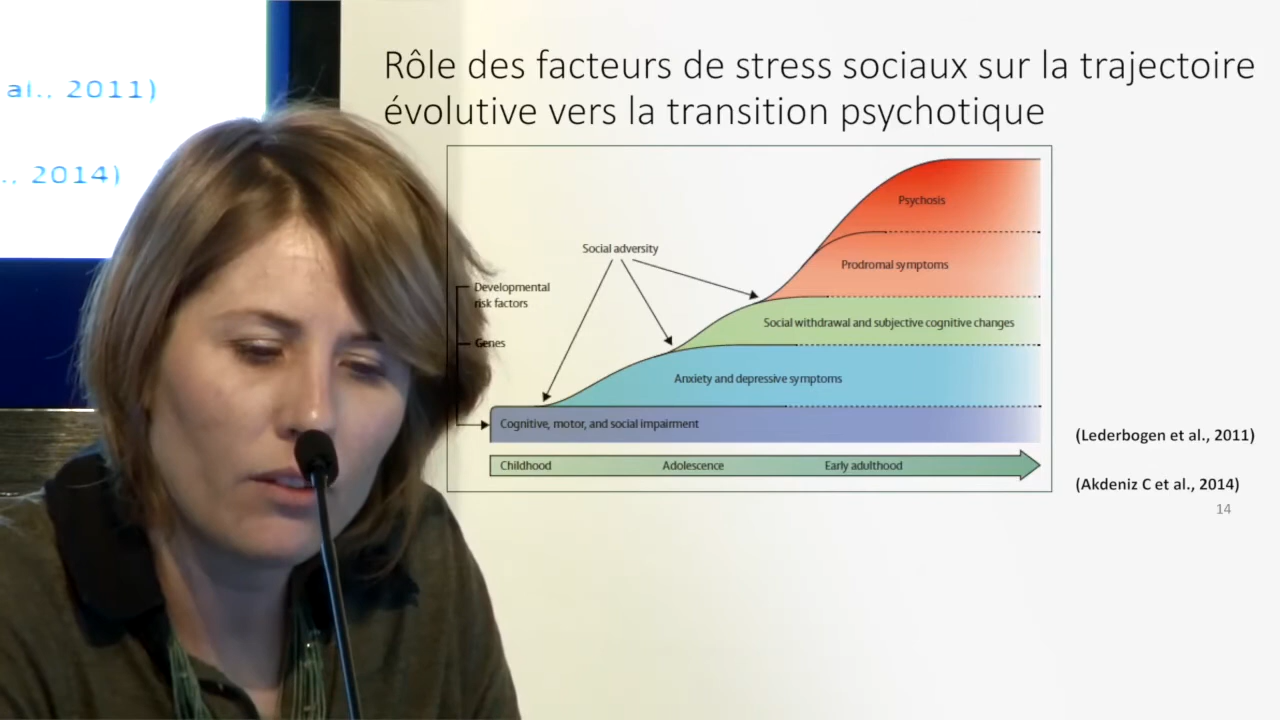 al., 2011)
., 2014)
Rôle des facteurs de stress sociaux sur la trajectoire
évolutive vers la transition psychotique
Psychosis
Social adversity
Prodromal symptoms
Developmental
risk factors
Social withdrawal and subjective cognitive changes
Genes
Anxiety and depressive symptoms
Cognitive, motor, and social impairment
Childhood Adolescence Early adulthood
(Lederbogen et al., 2011)
(Akdeniz C et al., 2014)
14